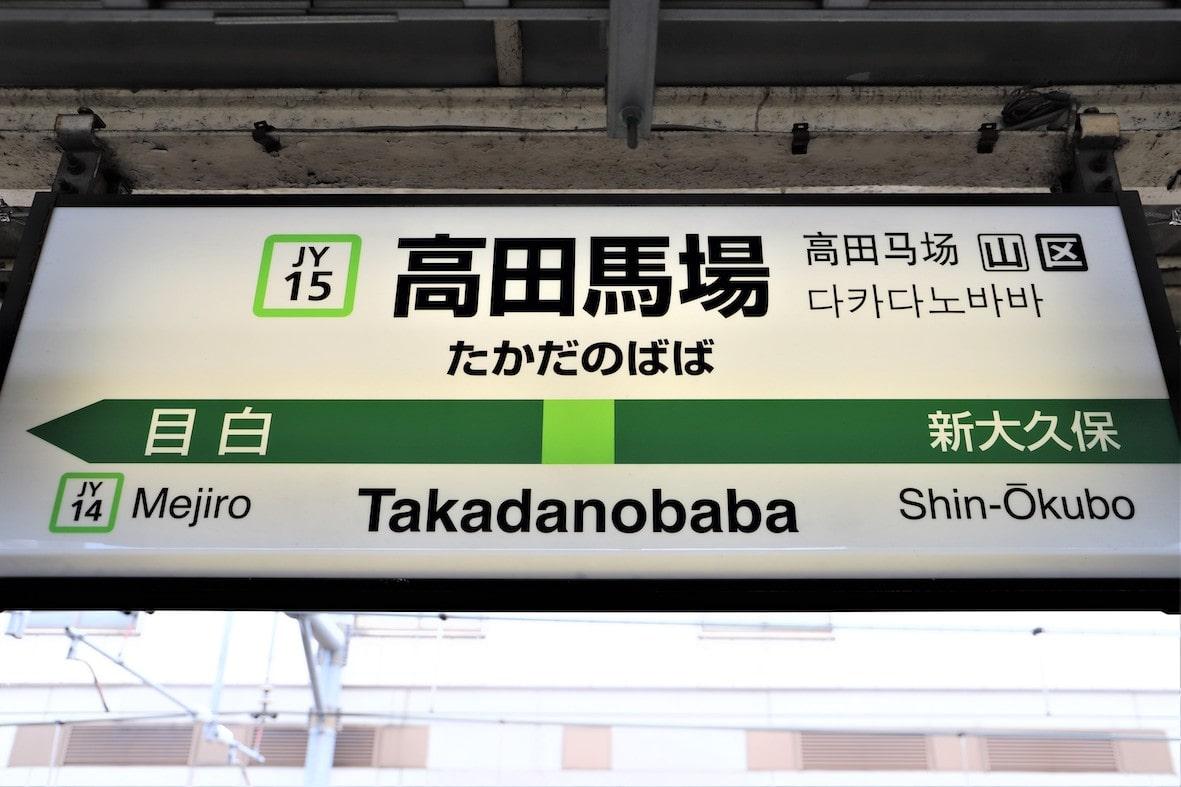 JY
15
高田馬場
高田马场 山 区
다카다노바바
たかだのばば
目白
新大久保
JY
14
Mejiro
Takadanobaba
Shin-Ōkubo